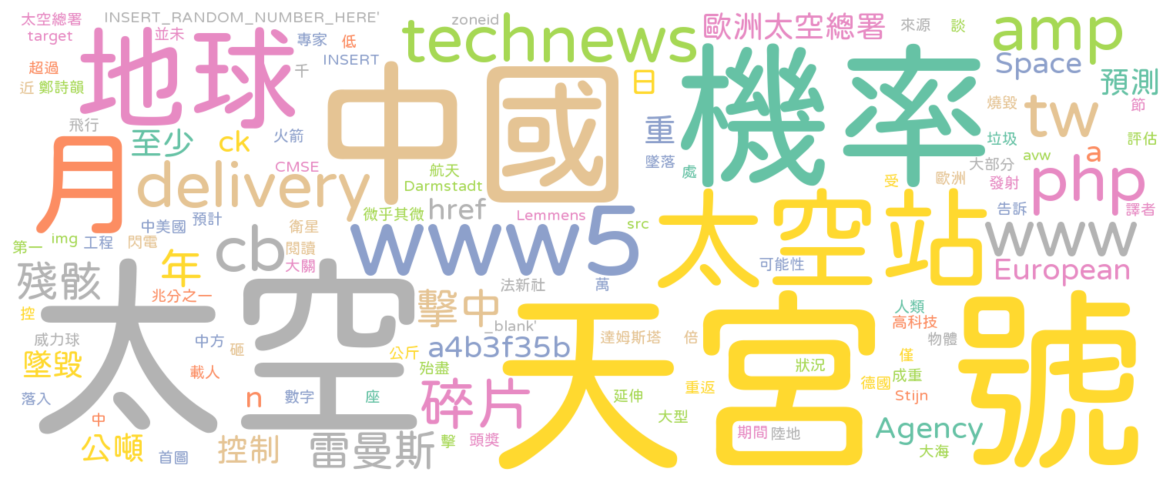 太空總署
INSERT_RANDOM_NUMBER_HERE'
zoneid
歐洲太空總署
來源
談
amp
target
並未
專家
低
technews
INSERT
Space
超過
千
地球
中國
日
機率
預測
近
鄭詩韻
節
飛行
至少
ck
火箭
重
燒毀
tw
垃圾
評估
月
CMSE
墜落
處
大部分
avw
a
delivery
航天
Darmstadt
受
歐洲
發射
php
中美國
預計
衛星
微乎其微
href
Lemmens
src
太空站
告訴
譯者
第一
img
工程
閃電
cb
閱讀
www5
www
殘骸
年
大關
可能性
European
兆分之一
法新社
萬
控
太空
擊中
天宮號
人類
高科技
威力球
中方
砸
_blank'
達姆斯塔
倍
物體
墜毀
公斤
a4b3f35b
僅
載人
殆盡
狀況
成重
落入
n
數字
座
碎片
延伸
重返
德國
Stijn
中
大型
公噸
控制
雷曼斯
擊
頭獎
期間
陸地
Agency
首圖
大海